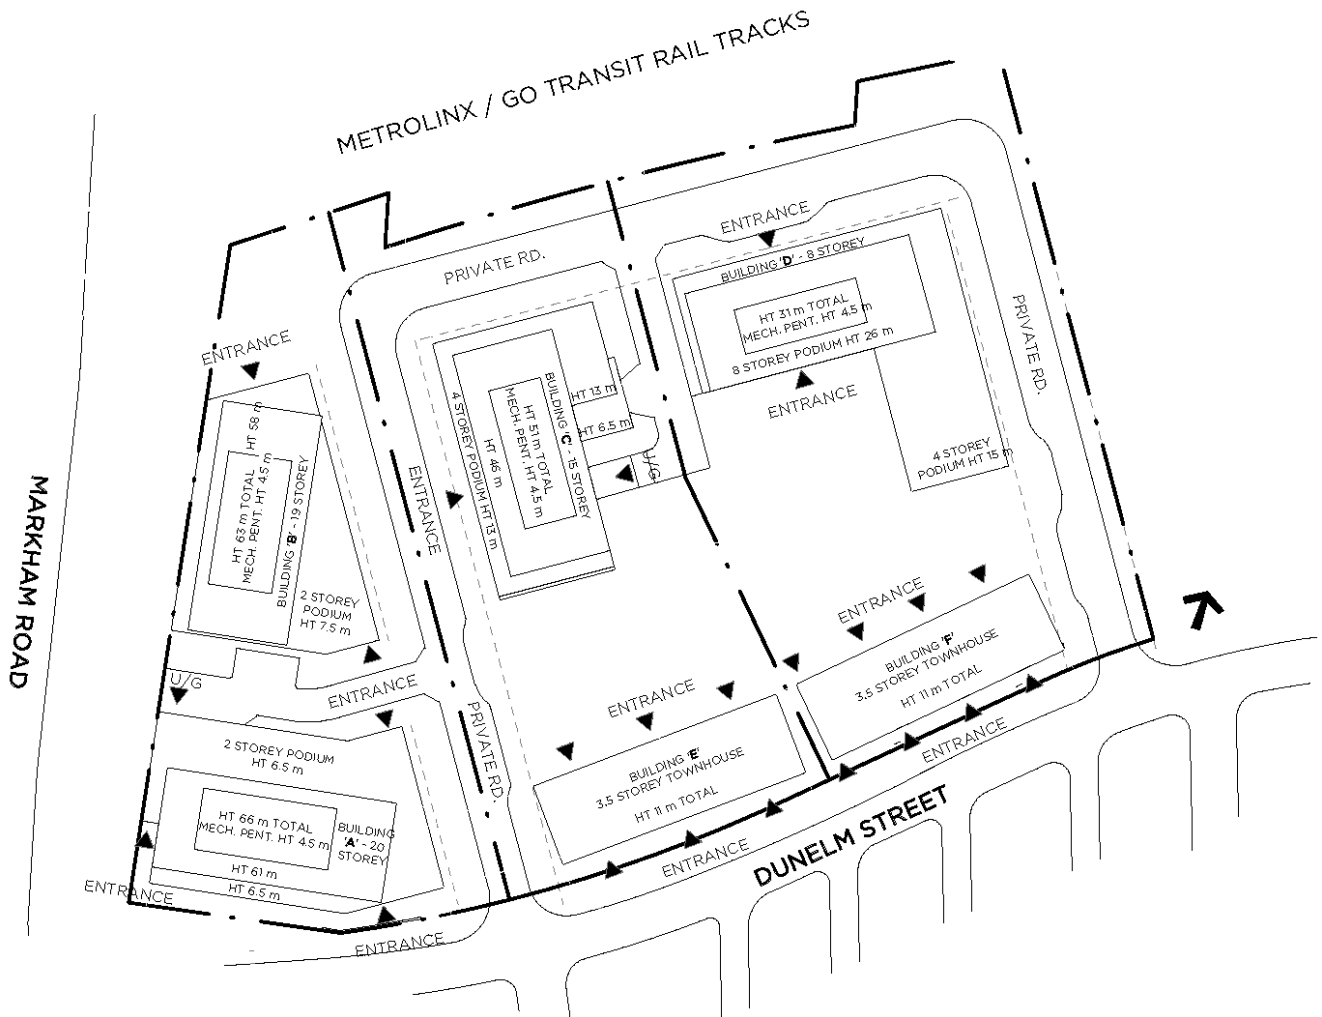 METROLINX / GO TRANSIT RAIL TRACKS
MARKHAM ROAD
DUNELM STREET
PRIVATE RD.
PRIVATE RD.
PRIVATE RD.
ENTRANCE
HT 58 m
HT 63 m TOTAL
MECH. PENT. HT 4.5 m
BUILDING 'B' - 19 STOREY
2 STOREY
PODIUM
HT 7.5 m
U/G
ENTRANCE
2 STOREY PODIUM
HT 6.5 m
HT 66 m TOTAL
MECH. PENT. HT 4.5 m
BUILDING
'A' - 20
STOREY
HT 61 m
HT 6.5 m
ENTRANCE
ENTRANCE
ENTRANCE
4 STOREY PODIUM HT 13 m
HT 46 m
HT 51 m TOTAL
MECH. PENT. HT 4.5 m
BUILDING 'C' - 15 STOREY
HT 13 m
HT 6.5 m
U/G
ENTRANCE
BUILDING 'D' - 8 STOREY
HT 31 m TOTAL
MECH. PENT. HT 4.5 m
8 STOREY PODIUM HT 26 m
ENTRANCE
4 STOREY
PODIUM HT 15 m
ENTRANCE
BUILDING 'E'
3.5 STOREY TOWNHOUSE
HT 11 m TOTAL
ENTRANCE
ENTRANCE
BUILDING 'F'
3.5 STOREY TOWNHOUSE
HT 11 m TOTAL
ENTRANCE